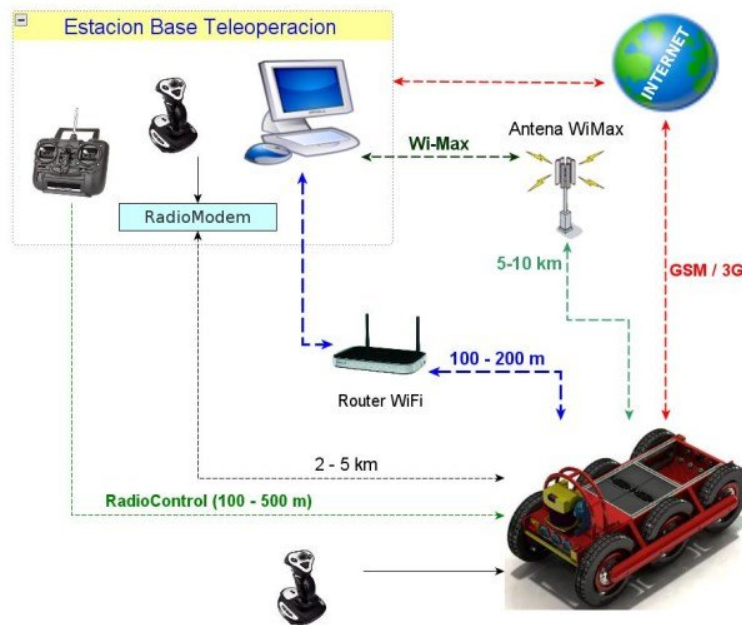 Estacion Base Teleoperacion
INTERNET
Antena WiMax
Wi-Max
RadioModem
5-10 km
GSM / 3G
100 - 200 m
Router WiFi
2 - 5 km
RadioControl (100 - 500 m)